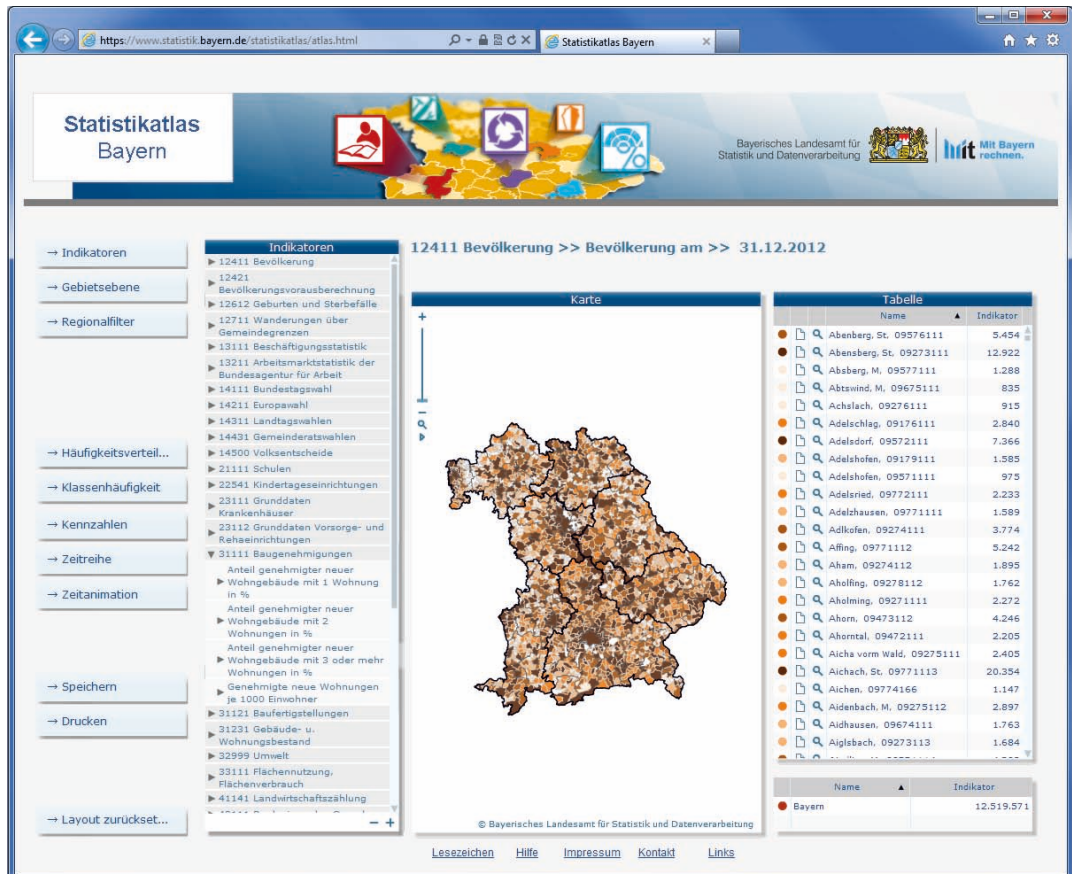 https://www.statistik.bayern.de/statistikatlas/atlas.html
Statistikatlas Bayern
Statistikatlas
Bayern
Bayerisches Landesamt für
Statistik und Datenverarbeitung
Mit Bayern
rechnen.
→ Indikatoren
→ Gebietsebene
→ Regionalfilter
→ Häufigkeitsverteil...
→ Klassenhäufigkeit
→ Kennzahlen
→ Zeitreihe
→ Zeitanimation
→ Speichern
→ Drucken
→ Layout zurückset...
Indikatoren
12411 Bevölkerung
12421
Bevölkerungsvorausberechnung
12612 Geburten und Sterbefälle
12711 Wanderungen über
Gemeindegrenzen
13111 Beschäftigungsstatistik
13211 Arbeitsmarktstatistik der
Bundesagentur für Arbeit
14111 Bundestagswahl
14211 Europawahl
14311 Landtagswahlen
14431 Gemeinderatswahlen
14500 Volksentscheide
21111 Schulen
22541 Kindertageseinrichtungen
23111 Grunddaten
Krankenhäuser
23112 Grunddaten Vorsorge- und
Rehaeinrichtungen
31111 Baugenehmigungen
Anteil genehmigter neuer
Wohngebäude mit 1 Wohnung
in %
Anteil genehmigter neuer
Wohngebäude mit 2
Wohnungen in %
Anteil genehmigter neuer
Wohngebäude mit 3 oder mehr
Wohnungen in %
Genehmigte neue Wohnungen
je 1000 Einwohner
31121 Baufertigstellungen
31231 Gebäude- u.
Wohnungsbestand
32999 Umwelt
33111 Flächennutzung,
Flächenverbrauch
41141 Landwirtschaftszählung
12411 Bevölkerung >> Bevölkerung am >> 31.12.2012
Karte
© Bayerisches Landesamt für Statistik und Datenverarbeitung
Tabelle
Name Indikator
Abenberg, St, 09576111 5.454
Abensberg, St, 09273111 12.922
Absberg, M, 09577111 1.288
Abtswind, M, 09675111 835
Achslach, 09276111 915
Adelschlag, 09176111 2.840
Adelsdorf, 09572111 7.366
Adelshofen, 09179111 1.585
Adelshofen, 09571111 975
Adelsried, 09772111 2.233
Adelzhausen, 09771111 1.589
Adlkofen, 09274111 3.774
Affing, 09771112 5.242
Aham, 09274112 1.895
Aholfing, 09278112 1.762
Aholming, 09271111 2.272
Ahorn, 09473112 4.246
Ahorntal, 09472111 2.205
Aicha vorm Wald, 09275111 2.405
Aichach, St, 09771113 20.354
Aichen, 09774166 1.147
Aidenbach, M, 09275112 2.897
Aidhausen, 09674111 1.763
Aiglsbach, 09273113 1.684
Name Indikator
Bayern 12.519.571
Lesezeichen Hilfe Impressum Kontakt Links